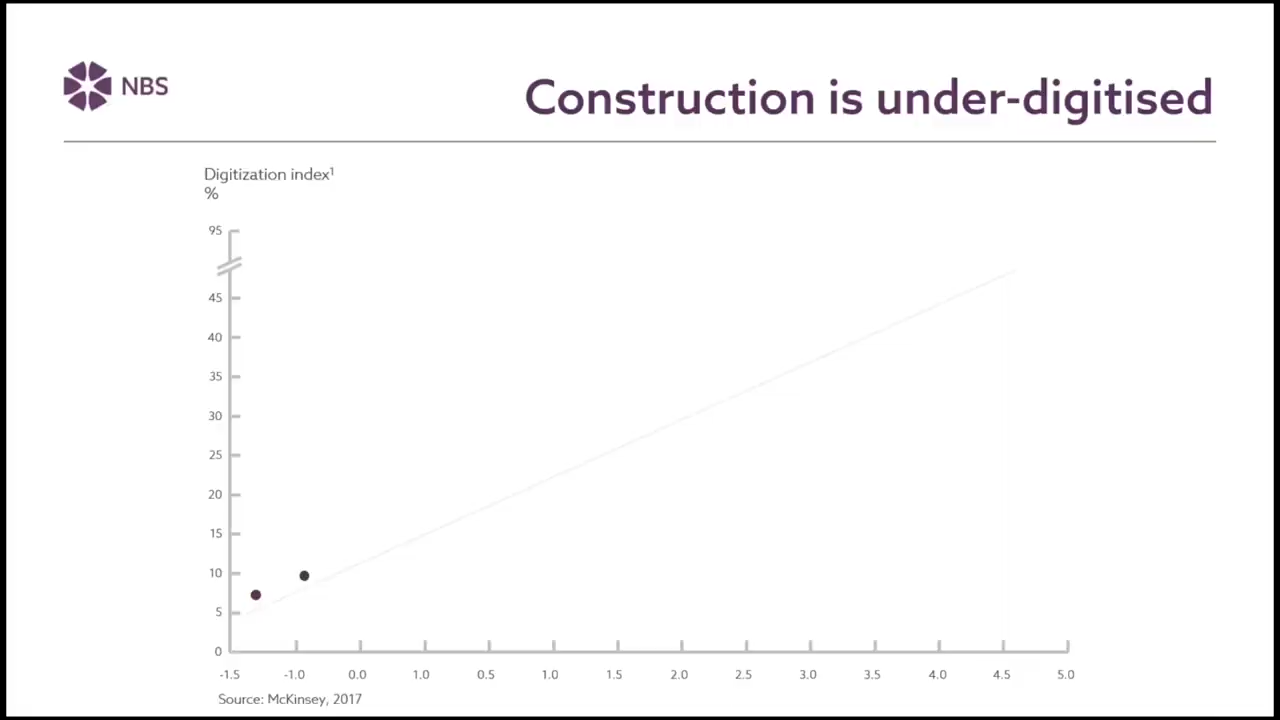 NBS
Construction is under-digitised
Digitization index¹
%
95
45
40
35
30
25
20
15
10
5
0
-1.5 -1.0 0.0 1.0 0.5 1.0 1.5 2.0 2.5 3.0 3.5 4.0 4.5 5.0
Source: McKinsey, 2017